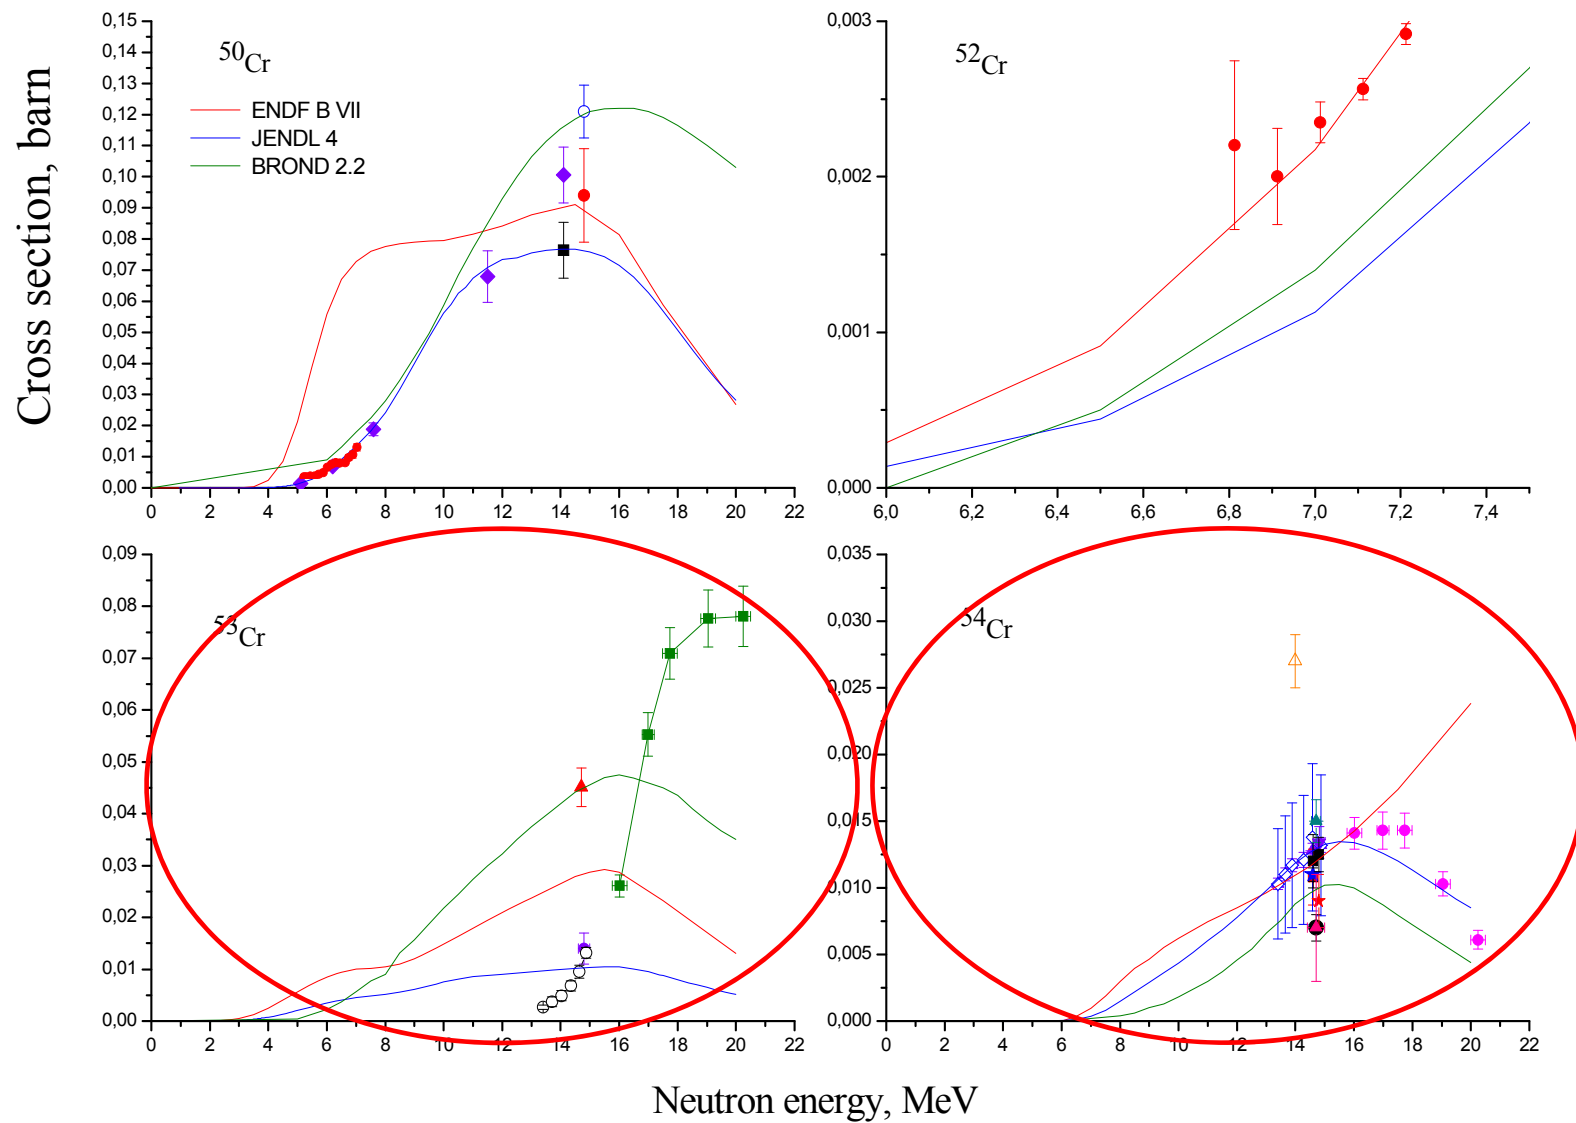 Cross section, barn
0,15
0,14
0,13
0,12
0,11
0,10
0,09
0,08
0,07
0,06
0,05
0,04
0,03
0,02
0,01
0,00
50Cr
ENDF B VII
JENDL 4
BROND 2.2
0 2 4 6 8 10 12 14 16 18 20 22
0,003
0,002
0,001
0,000
52Cr
6,0 6,2 6,4 6,6 6,8 7,0 7,2 7,4
0,09
0,08
0,07
0,06
0,05
0,04
0,03
0,02
0,01
0,00
53Cr
0 2 4 6 8 10 12 14 16 18 20 22
0,035
0,030
0,025
0,020
0,015
0,010
0,005
0,000
54Cr
0 2 4 6 8 10 12 14 16 18 20 22
Neutron energy, MeV